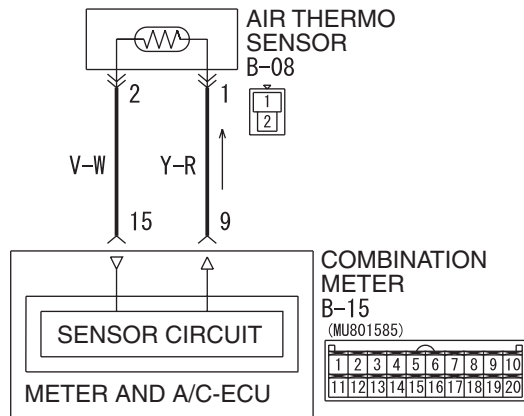 AIR THERMO
SENSOR
B-08
2
1
1
2
V-W
Y-R
15
9
COMBINATION
METER
B-15
(MU801585)
SENSOR CIRCUIT
1 2 3 4 5 6 7 8 9 10
11 12 13 14 15 16 17 18 19 20
METER AND A/C-ECU